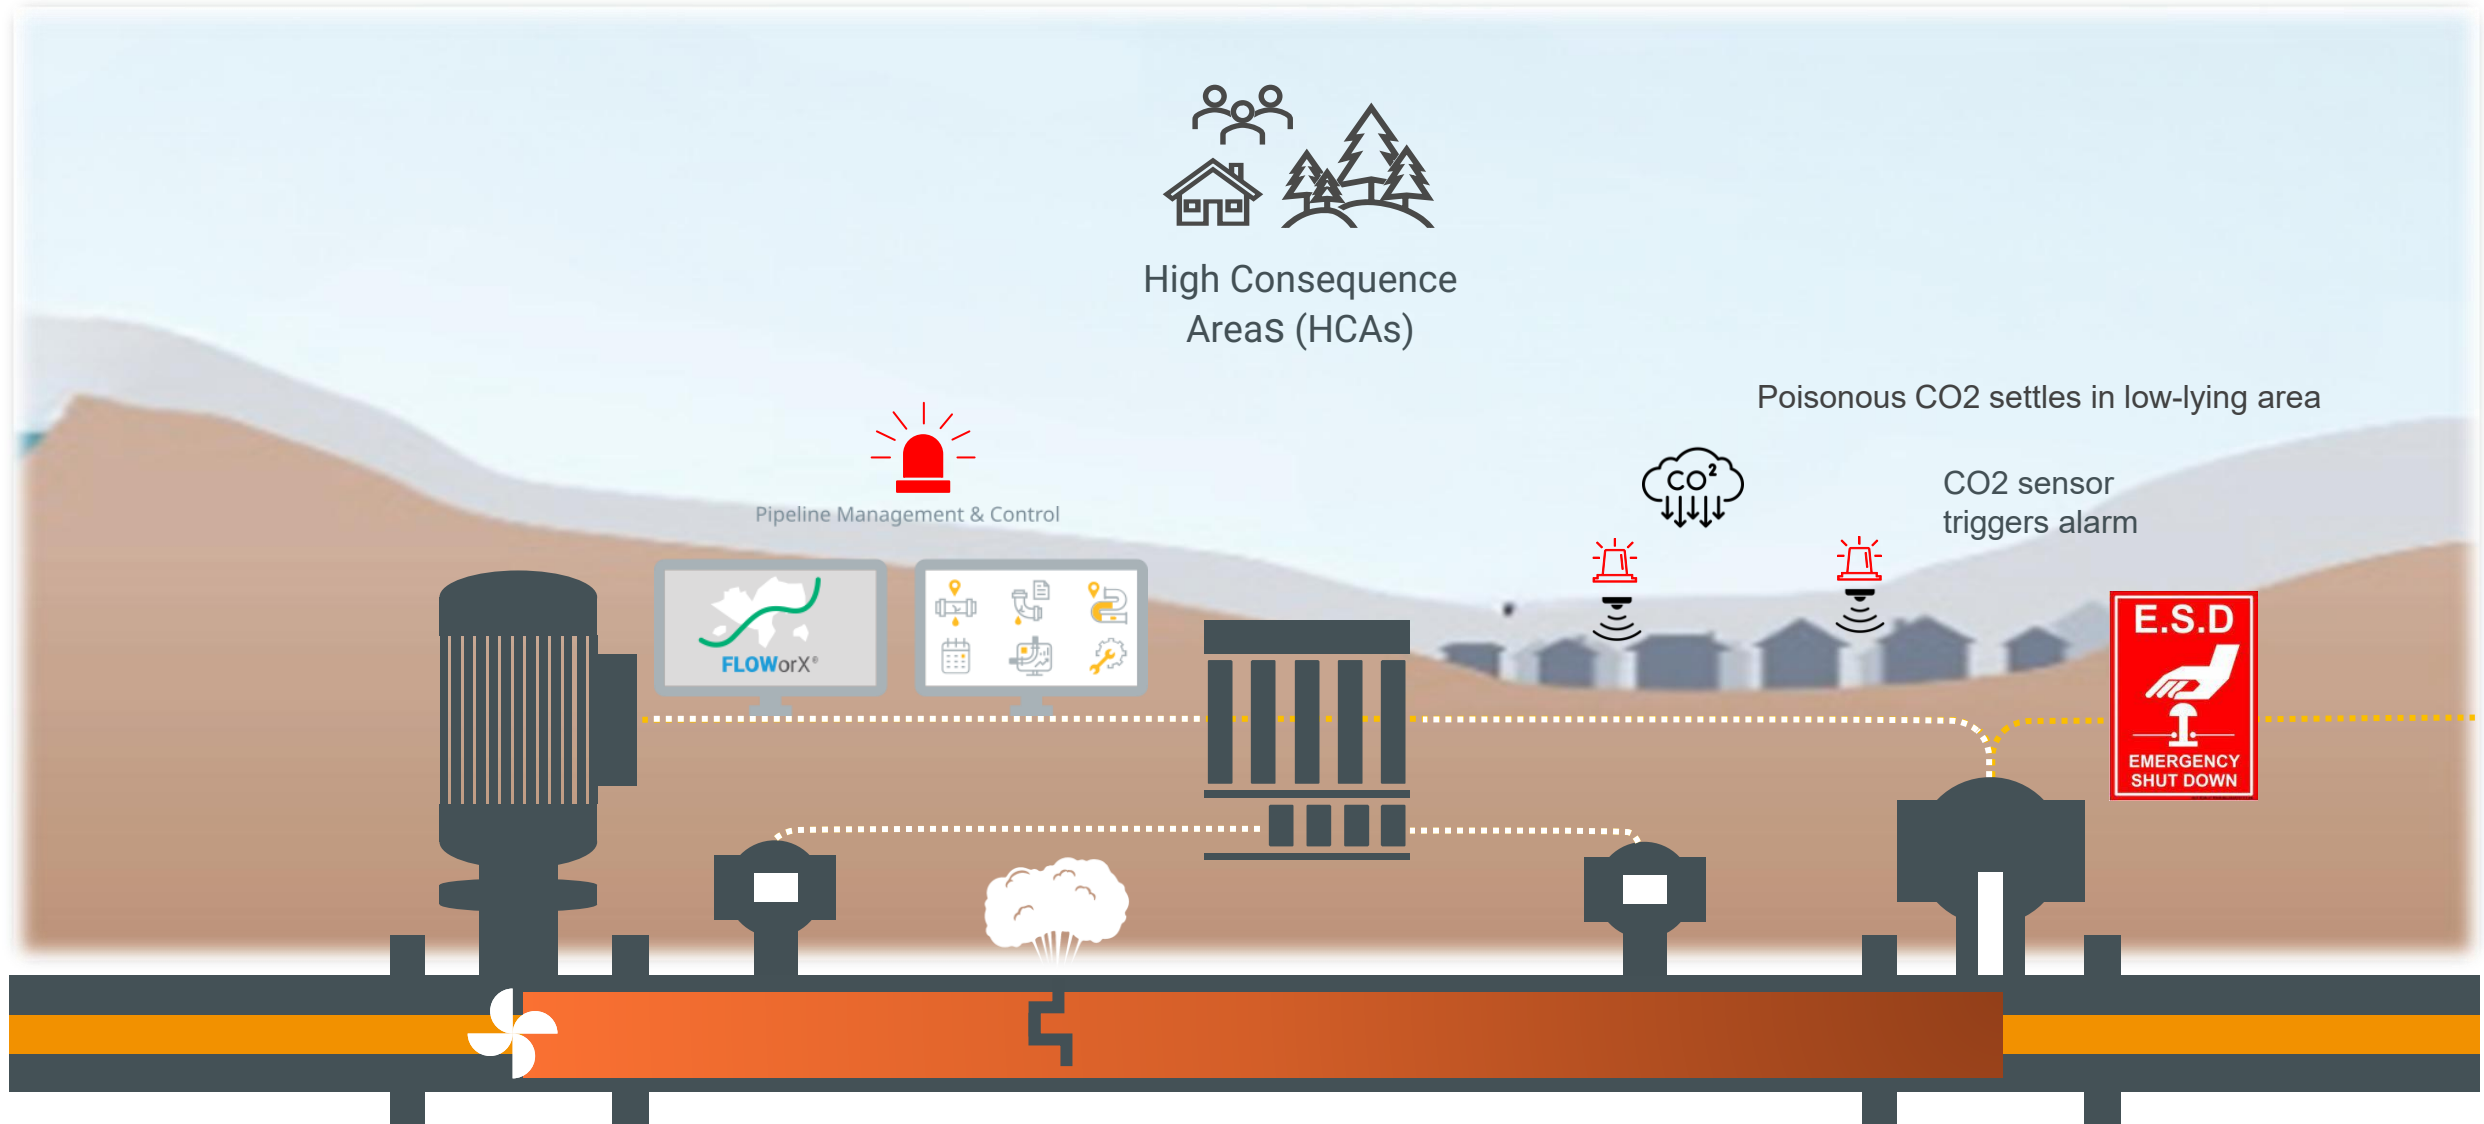 High Consequence
Areas (HCAs)
Poisonous CO2 settles in low-lying area
CO²
CO2 sensor
triggers alarm
Pipeline Management & Control
FLOWorX®
E.S.D
EMERGENCY
SHUT DOWN